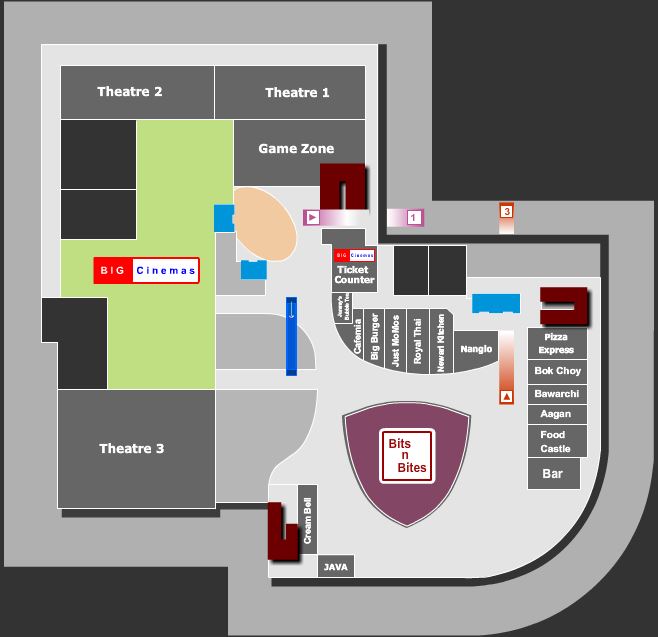 Theatre 2
Theatre 1
Game Zone
1
3
BIG Cinemas
BIG Cinemas
Ticket
Counter
Jenny's
Bubble Tea
Cafemia
Big Burger
Just MoMos
Royal Thai
Newari Kitchen
Nanglo
Pizza
Express
Bok Choy
Bawarchi
Aagan
Food
Castle
Bar
Theatre 3
Bits
n
Bites
Cream Bell
JAVA